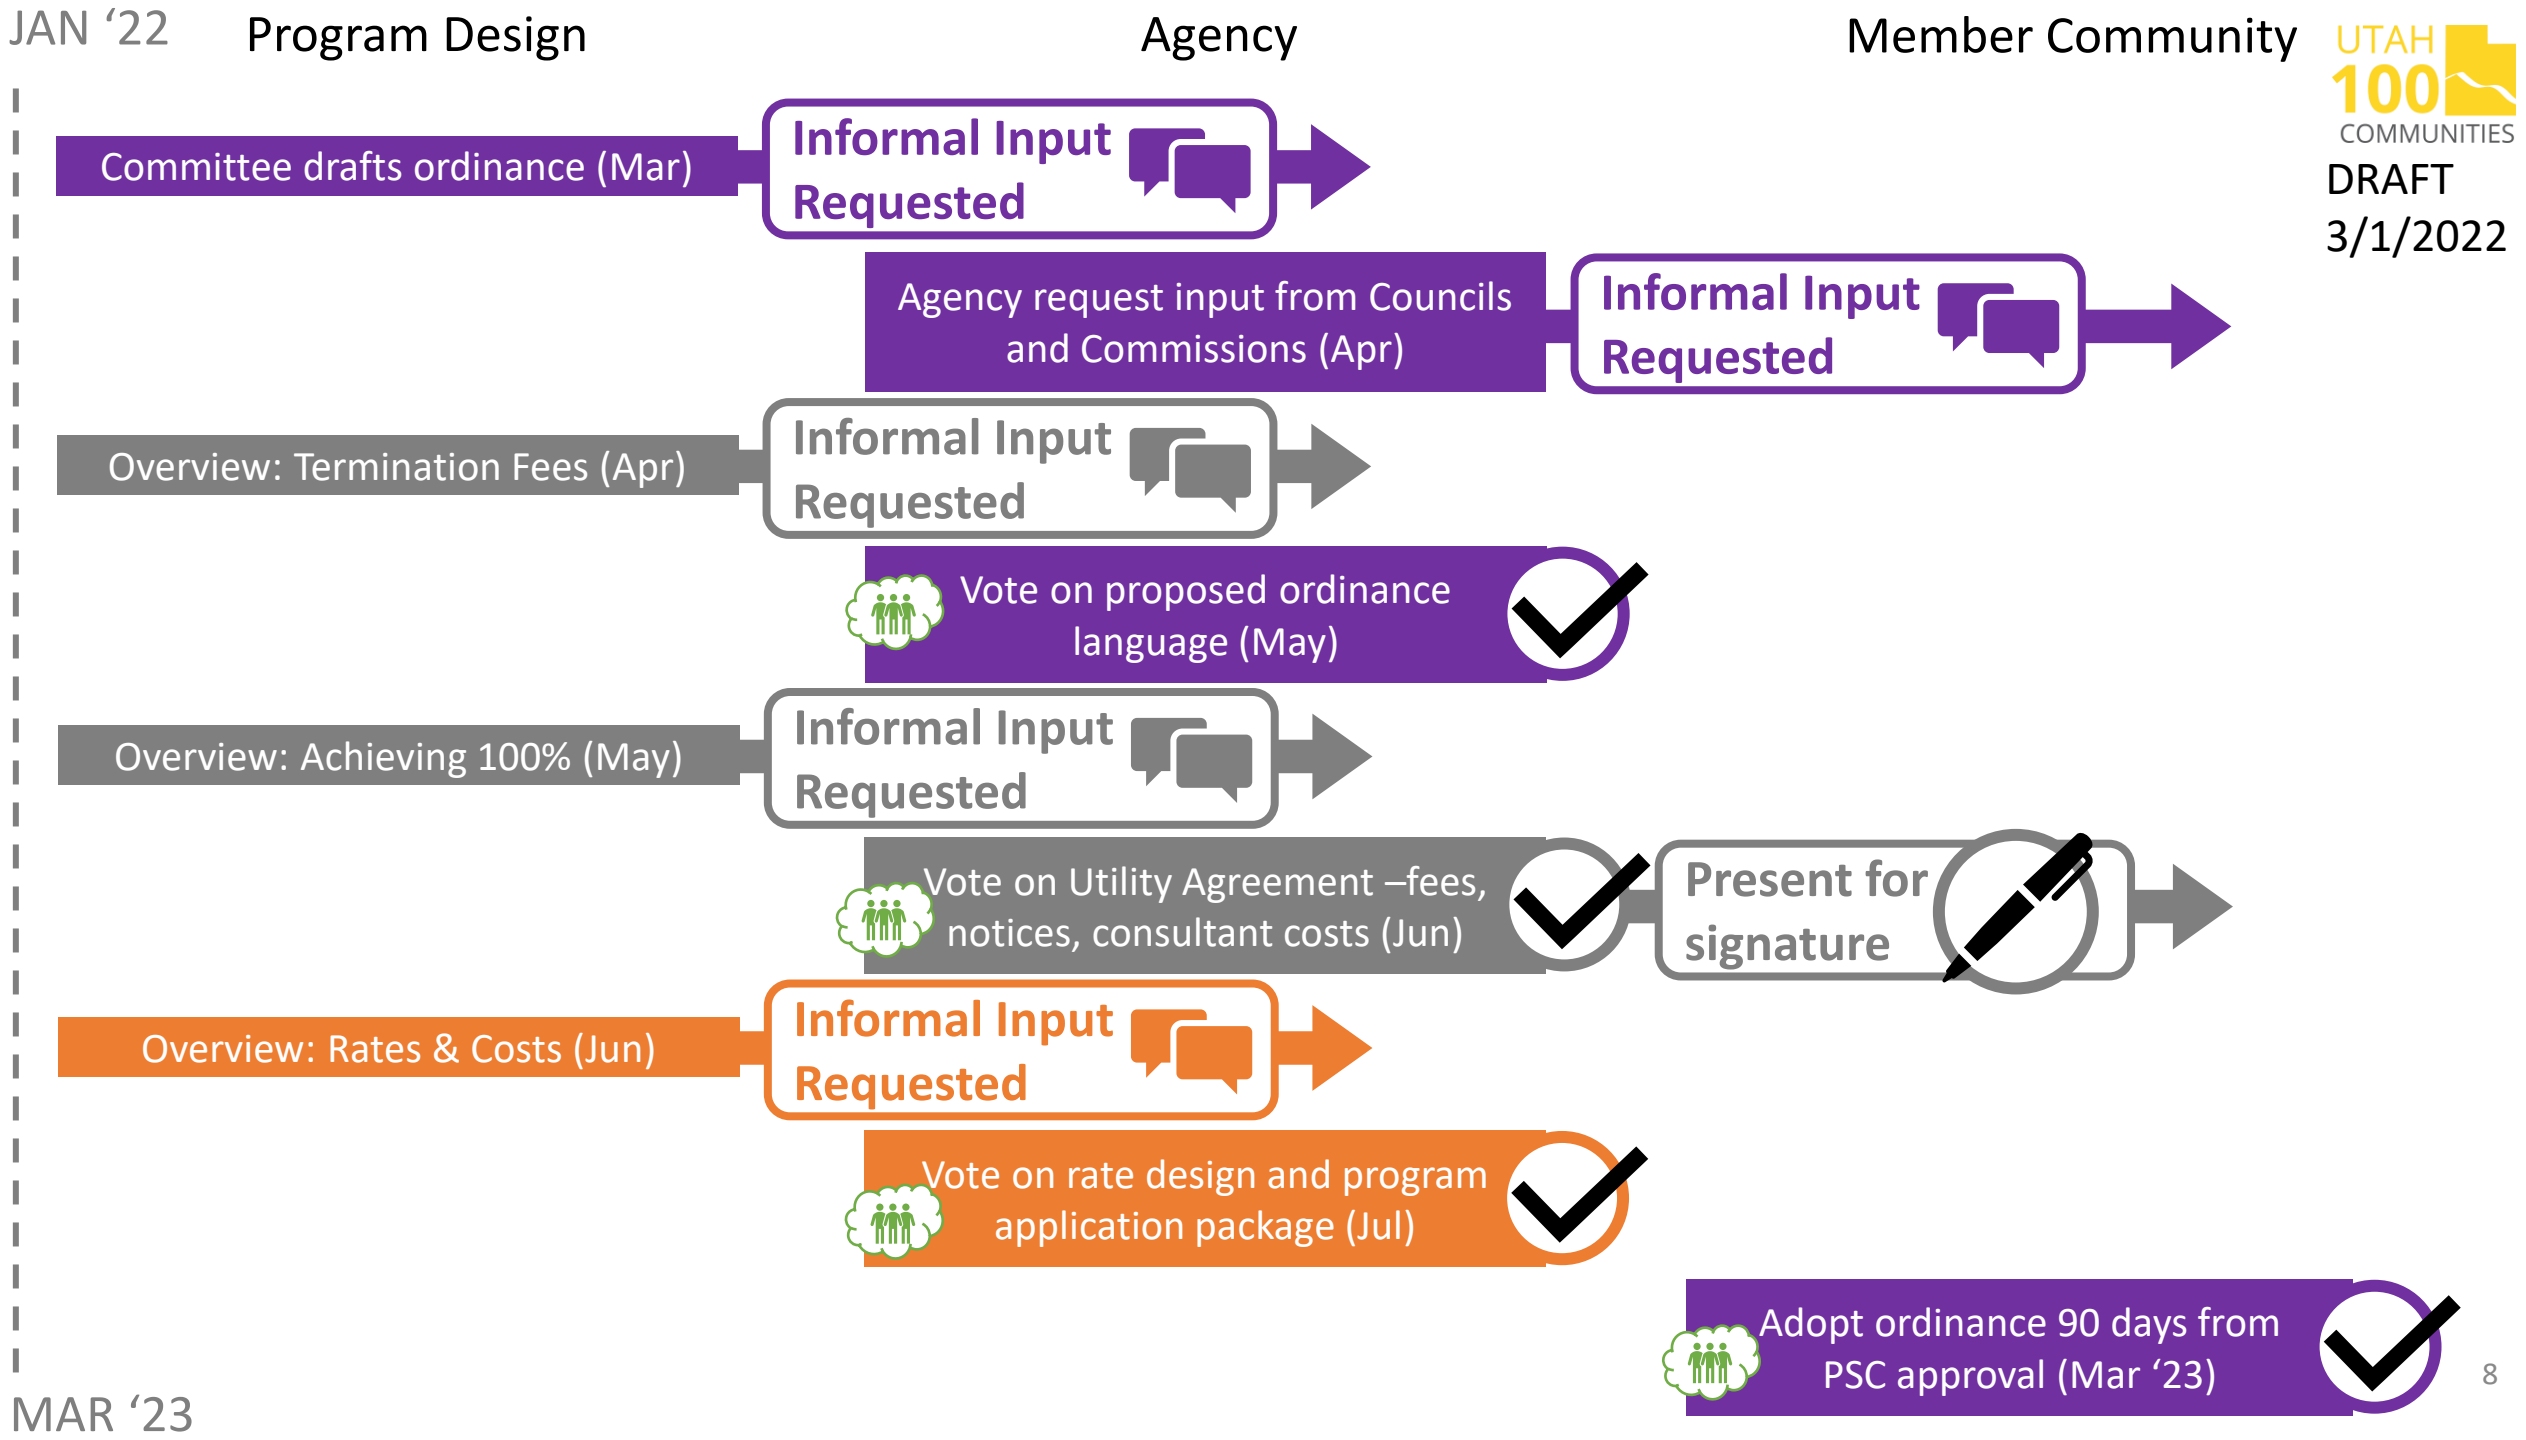 JAN ‘22
Program Design
Agency
Member Community
UTAH
100
COMMUNITIES
DRAFT
3/1/2022
Committee drafts ordinance (Mar)
Informal Input
Requested
Agency request input from Councils
and Commissions (Apr)
Informal Input
Requested
Overview: Termination Fees (Apr)
Informal Input
Requested
Vote on proposed ordinance
language (May)
Overview: Achieving 100% (May)
Informal Input
Requested
Vote on Utility Agreement –fees,
notices, consultant costs (Jun)
Present for
signature
Overview: Rates & Costs (Jun)
Informal Input
Requested
Vote on rate design and program
application package (Jul)
Adopt ordinance 90 days from
PSC approval (Mar ‘23)
8
MAR ‘23